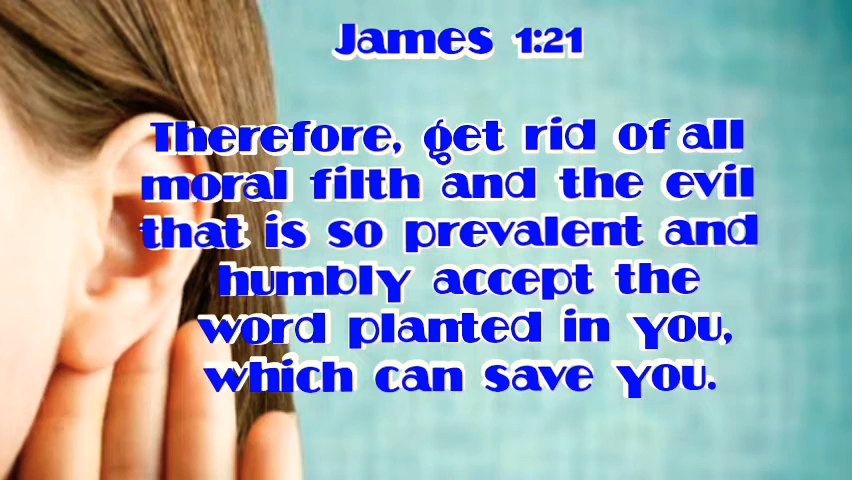 James 1:21
Therefore, get rid of all
moral filth and the evil
that is so prevalent and
humbly accept the
word planted in you,
which can save you.